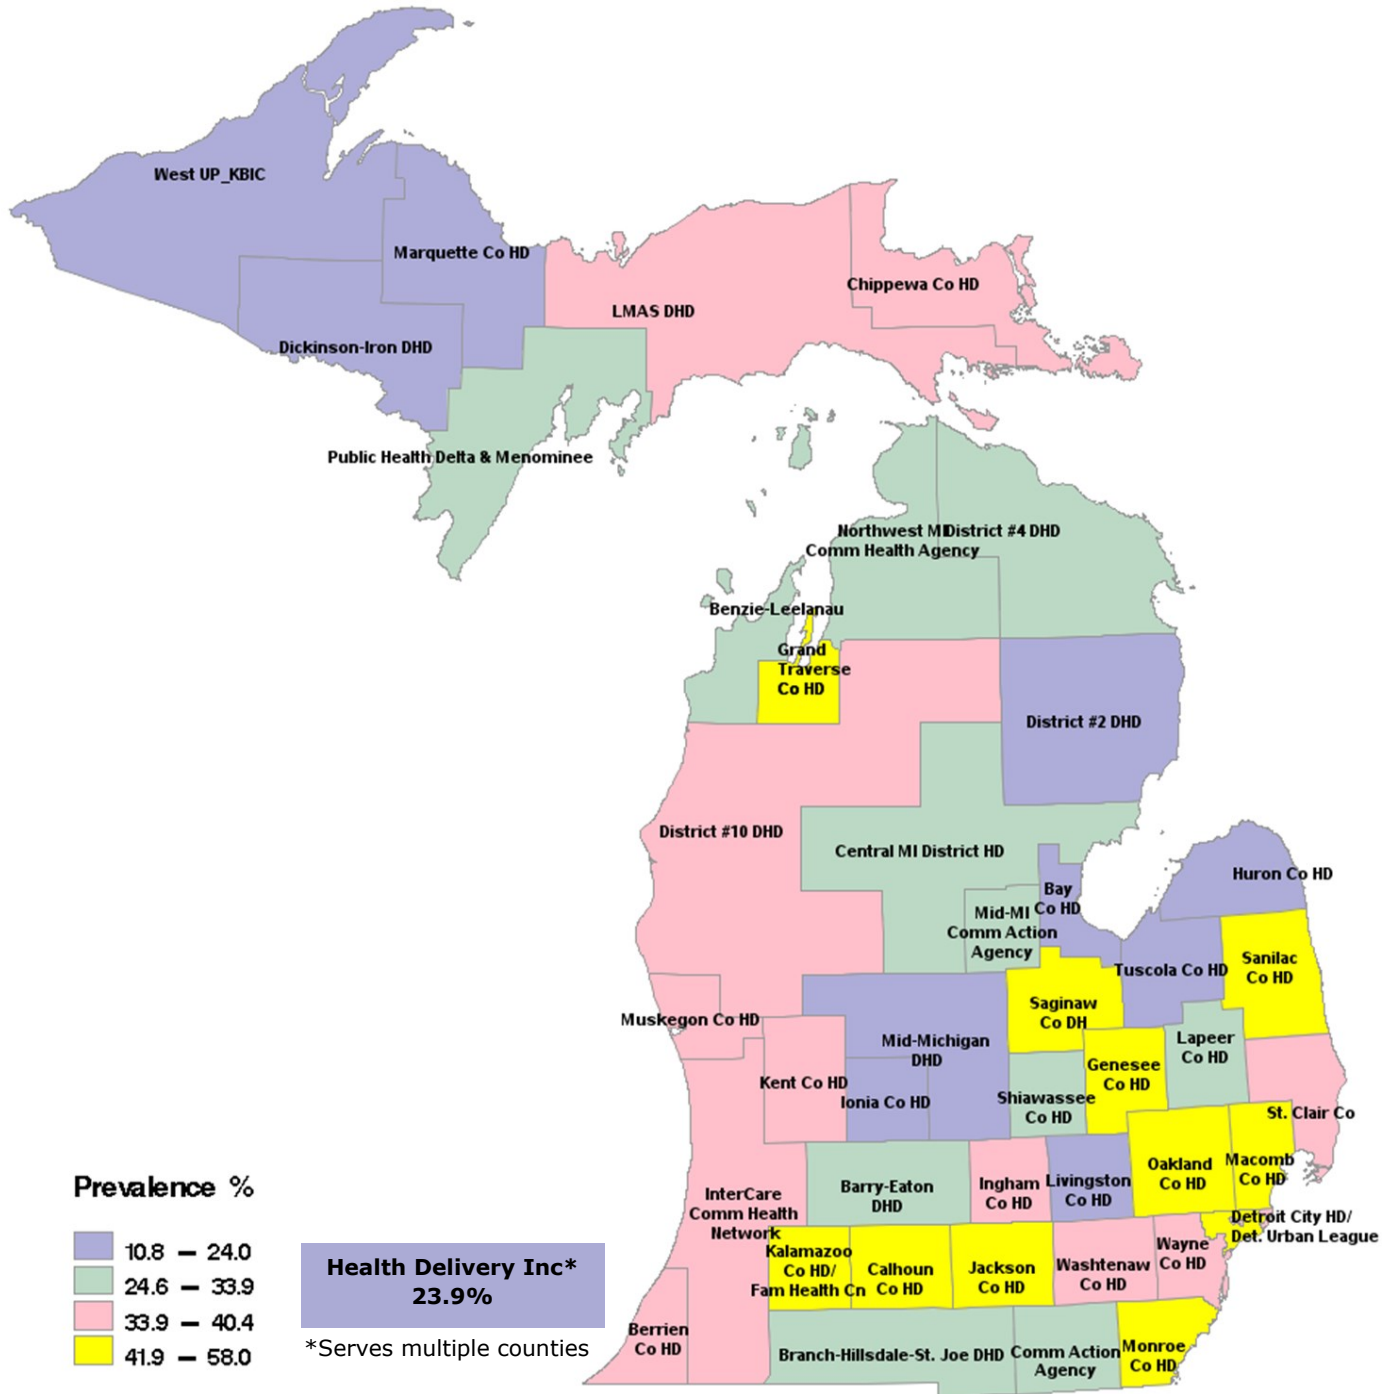 West UP_KBIC
Marquette Co HD
Chippewa Co HD
LMAS DHD
Dickinson-Iron DHD
Public Health Delta & Menominee
Northwest MI
Comm Health Agency
District #4 DHD
Benzie-Leelanau
Grand
Traverse
Co HD
District #2 DHD
District #10 DHD
Central MI District HD
Huron Co HD
Bay
Co HD
Mid-MI
Comm Action
Agency
Tuscola Co HD
Sanilac
Co HD
Saginaw
Co DH
Muskegon Co HD
Mid-Michigan
DHD
Lapeer
Co HD
Genesee
Co HD
Kent Co HD
Ionia Co HD
Shiawassee
Co HD
St. Clair Co
Oakland
Co HD
Macomb
Co HD
Barry-Eaton
DHD
Ingham
Co HD
Livingston
Co HD
InterCare
Comm Health
Network
Detroit City HD/
Det. Urban League
Kalamazoo
Co HD/
Fam Health Cn
Calhoun
Co HD
Jackson
Co HD
Washtenaw
Co HD
Wayne
Co HD
Berrien
Co HD
Branch-Hillsdale-St. Joe DHD
Comm Action
Agency
Monroe
Co HD
Prevalence %
10.8 – 24.0
24.6 – 33.9
33.9 – 40.4
41.9 – 58.0
Health Delivery Inc*
23.9%
*Serves multiple counties